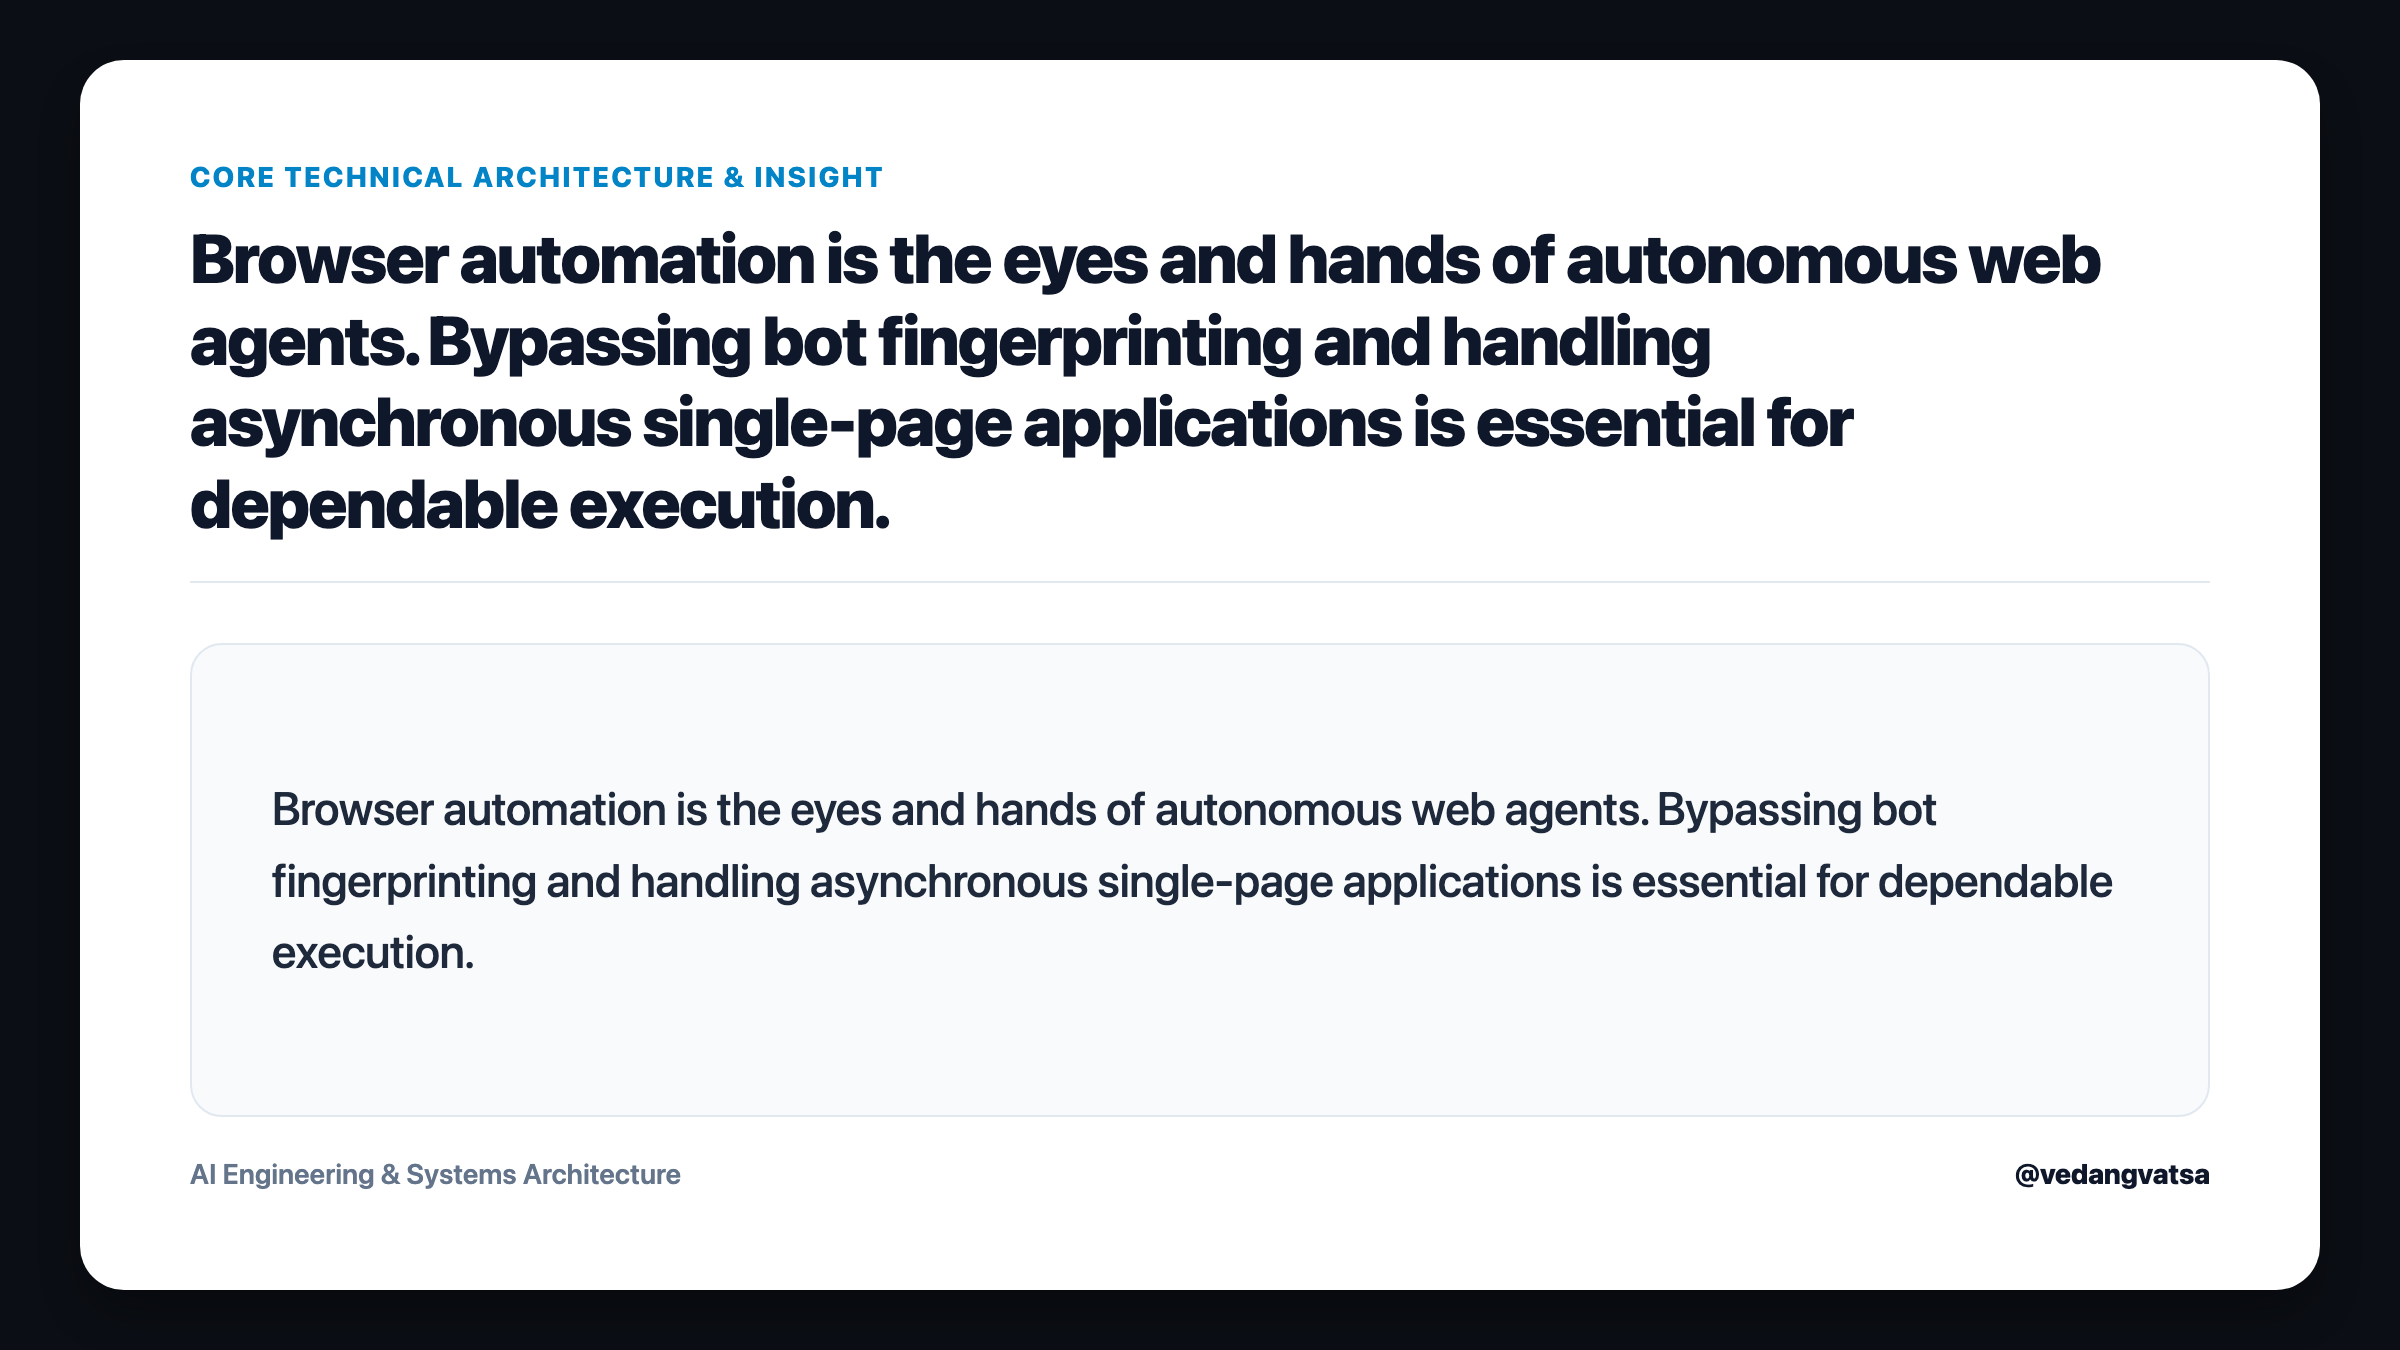 CORE TECHNICAL ARCHITECTURE & INSIGHT
Browser automation is the eyes and hands of autonomous web
agents. Bypassing bot fingerprinting and handling
asynchronous single-page applications is essential for
dependable execution.
Browser automation is the eyes and hands of autonomous web agents. Bypassing bot
fingerprinting and handling asynchronous single-page applications is essential for dependable
execution.
AI Engineering & Systems Architecture
@vedangvatsa